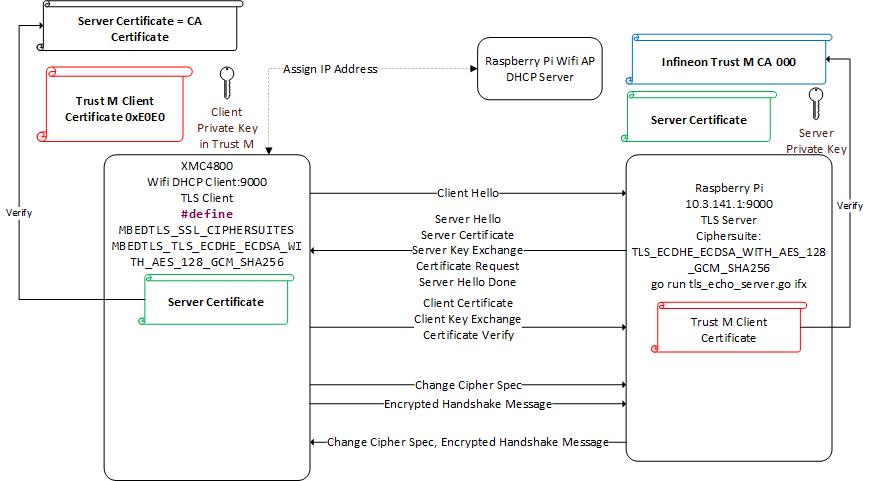 Server Certificate = CA
Certificate
Trust M Client
Certificate 0xE0E0
Client
Private Key
in Trust M
Assign IP Address
Raspberry Pi Wifi AP
DHCP Server
Infineon Trust M CA 000
Server Certificate
Server
Private Key
Verify
XMC4800
Wifi DHCP Client:9000
TLS Client
#define
MBEDTLS_SSL_CIPHERSUITES
MBEDTLS_TLS_ECDHE_ECDSA_WI
TH_AES_128_GCM_SHA256
Server Certificate
Client Hello
Server Hello
Server Certificate
Server Key Exchange
Certificate Request
Server Hello Done
Client Certificate
Client Key Exchange
Certificate Verify
Change Cipher Spec
Encrypted Handshake Message
Change Cipher Spec, Encrypted Handshake Message
Raspberry Pi
10.3.141.1:9000
TLS Server
Ciphersuite:
TLS_ECDHE_ECDSA_WITH_AES_128
_GCM_SHA256
go run tls_echo_server.go ifx
Trust M Client
Certificate
Verify